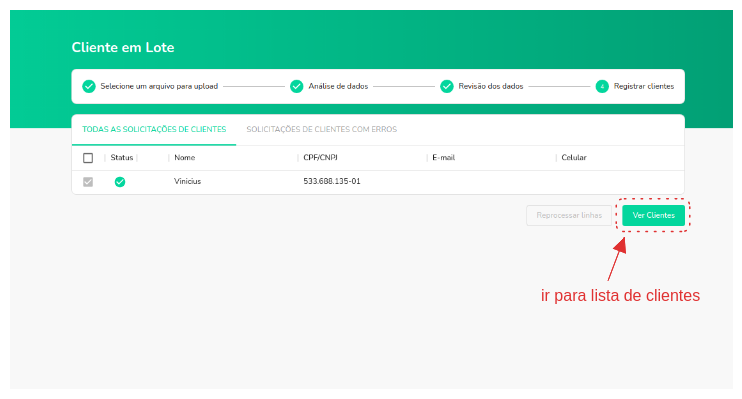 Cliente em Lote
Selecione um arquivo para upload Análise de dados Revisão dos dados 4 Registrar clientes
TODAS AS SOLICITAÇÕES DE CLIENTES SOLICITAÇÕES DE CLIENTES COM ERROS
Status Nome CPF/CNPJ E-mail Celular
Vinicius 533.688.135-01
Reprocessar linhas Ver Clientes
ir para lista de clientes